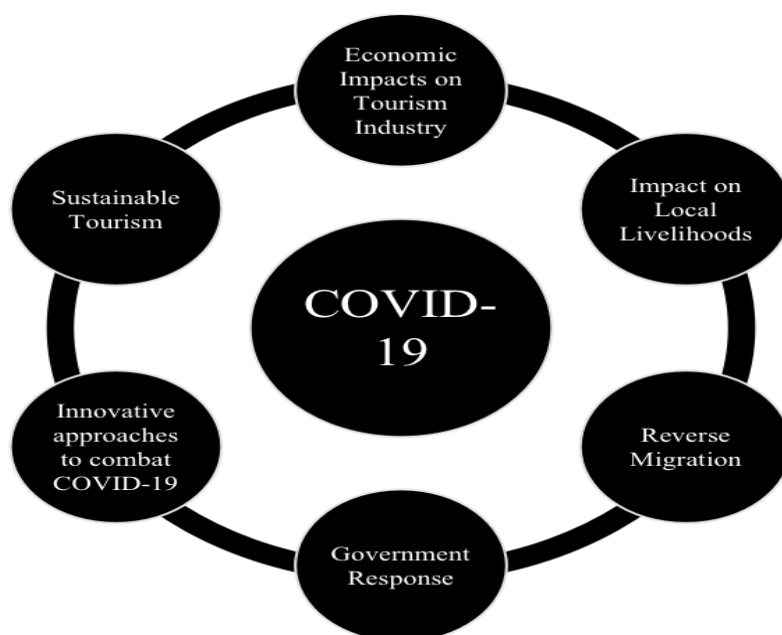 Economic
Impacts on
Tourism
Industry
Impact on
Local
Livelihoods
Reverse
Migration
Government
Response
Innovative
approaches
to combat
COVID-19
Sustainable
Tourism
COVID-
19